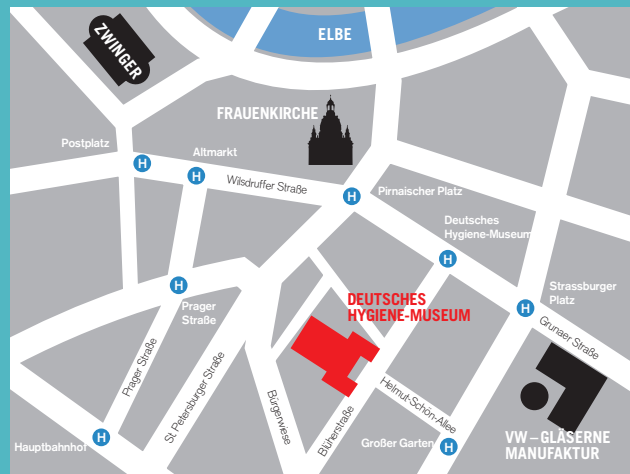 ELBE
ZWINGER
FRAUENKIRCHE
Postplatz
H
Altmarkt
H
Wilsdruffer Straße
H
Pirnaischer Platz
Deutsches
Hygiene-Museum
H
Strassburger
Platz
H
Grunaer Straße
H
Prager
Straße
DEUTSCHES
HYGIENE-MUSEUM
Prager Straße
St. Petersburger Straße
Bürgerwese
Blüherstraße
Helmut-Schön-Allee
Hauptbahnhof
H
Großer Garten
H
VW – GLÄSERNE
MANUFAKTUR